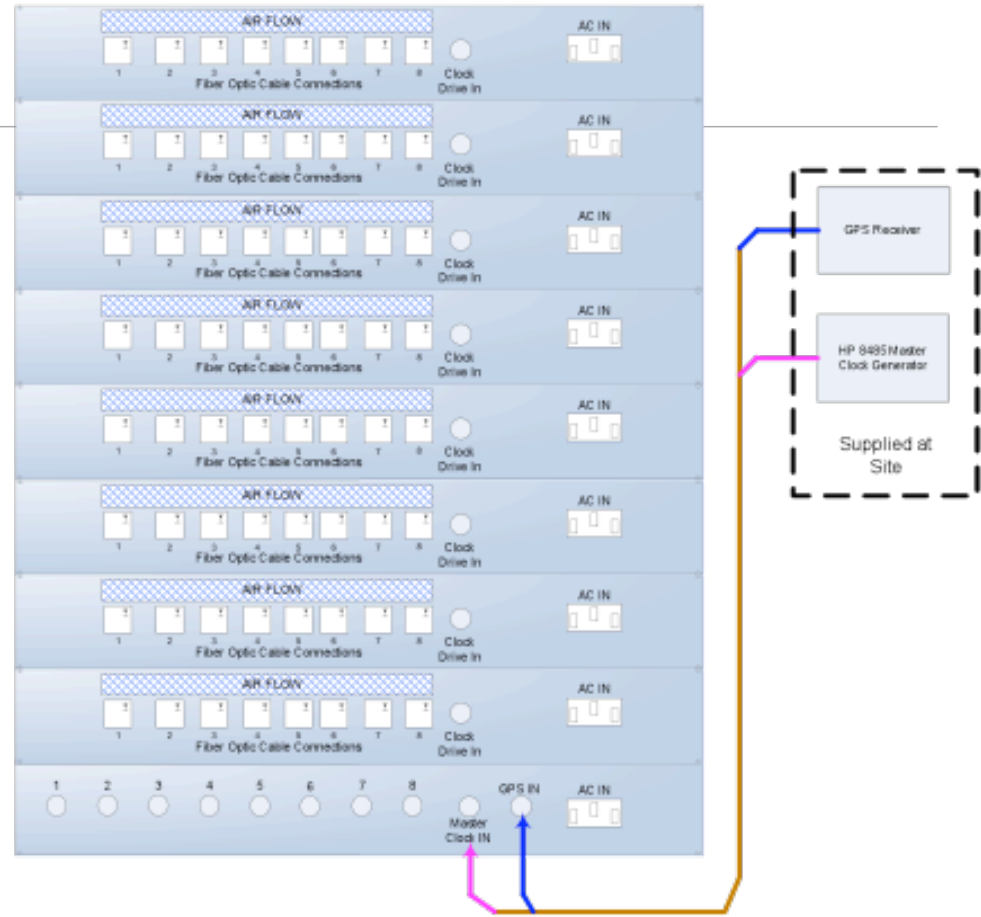 AIR FLOW
AC IN
1 2 3 4 5 6 7 8
Fiber Optic Cable Connections
Clock
Drive In
AIR FLOW
AC IN
1 2 3 4 5 6 7 8
Fiber Optic Cable Connections
Clock
Drive In
AIR FLOW
AC IN
1 2 3 4 5 6 7 8
Fiber Optic Cable Connections
Clock
Drive In
AIR FLOW
AC IN
1 2 3 4 5 6 7 8
Fiber Optic Cable Connections
Clock
Drive In
AIR FLOW
AC IN
1 2 3 4 5 6 7 8
Fiber Optic Cable Connections
Clock
Drive In
AIR FLOW
AC IN
1 2 3 4 5 6 7 8
Fiber Optic Cable Connections
Clock
Drive In
AIR FLOW
AC IN
1 2 3 4 5 6 7 8
Fiber Optic Cable Connections
Clock
Drive In
AIR FLOW
AC IN
1 2 3 4 5 6 7 8
Fiber Optic Cable Connections
Clock
Drive In
1 2 3 4 5 6 7 8
GPS IN
AC IN
Master
Clock IN
GPS Receiver
HP 8485 Master
Clock Generator
Supplied at
Site